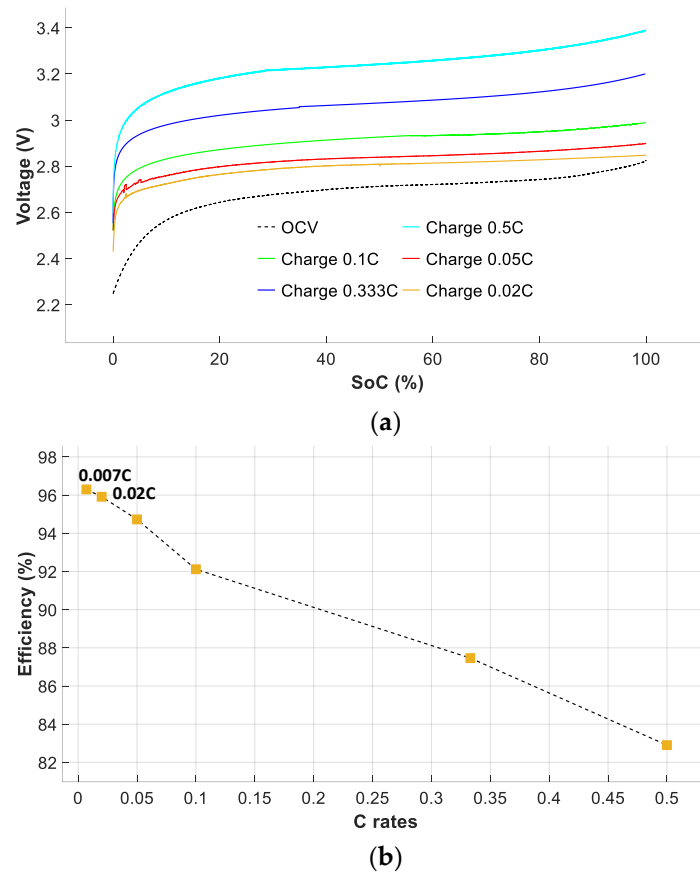 3.4
3.2
3
2.8
2.6
2.4
2.2
Voltage (V)
OCV
Charge 0.5C
Charge 0.1C
Charge 0.05C
Charge 0.333C
Charge 0.02C
0 20 40 60 80 100
SoC (%)
(a)
98
96
94
92
90
88
86
84
82
Efficiency (%)
0.007C
0.02C
0 0.05 0.1 0.15 0.2 0.25 0.3 0.35 0.4 0.45 0.5
C rates
(b)